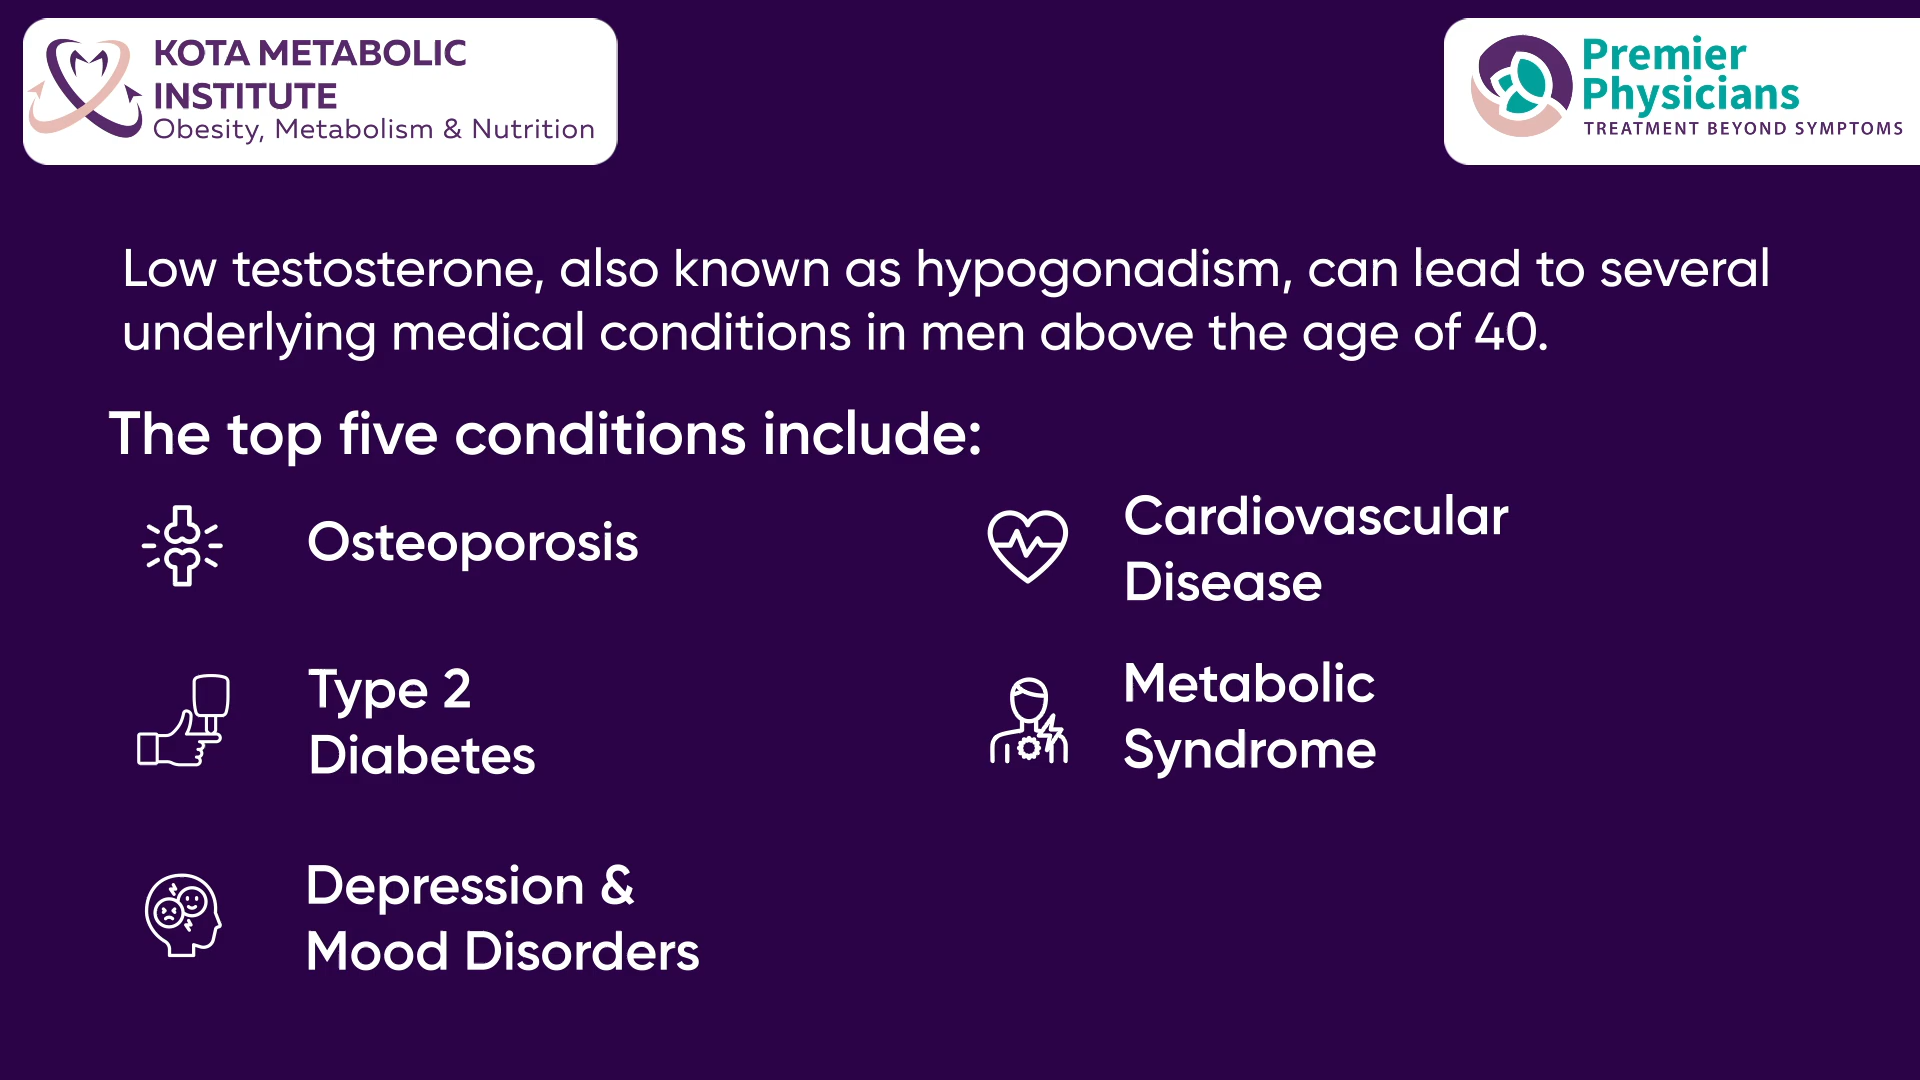 KOTA METABOLIC
INSTITUTE
Obesity, Metabolism & Nutrition
Premier
Physicians
TREATMENT BEYOND SYMPTOMS
Low testosterone, also known as hypogonadism, can lead to several
underlying medical conditions in men above the age of 40.
The top five conditions include:
Osteoporosis
Cardiovascular
Disease
Type 2
Diabetes
Metabolic
Syndrome
Depression &
Mood Disorders